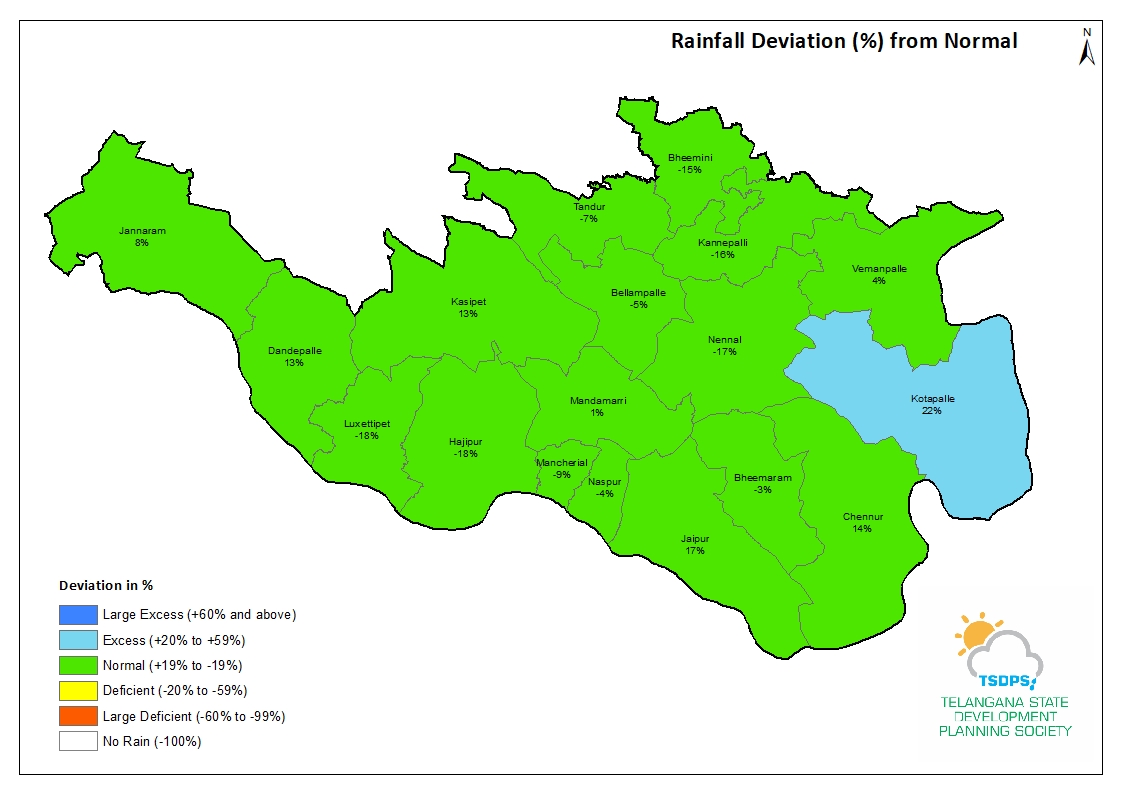 Rainfall Deviation (%) from Normal
N
Bheemini
-15%
Tandur
-7%
Jannaram
8%
Kannepalli
-16%
Vemanpalle
4%
Bellampalle
-5%
Kasipet
13%
Nennal
-17%
Dandepalle
13%
Kotapalle
22%
Mandamarri
1%
Luxettipet
-18%
Hajipur
-18%
Mancherial
-9%
Naspur
-4%
Bheemaram
-3%
Chennur
14%
Jaipur
17%
Deviation in %
Large Excess (+60% and above)
Excess (+20% to +59%)
Normal (+19% to -19%)
Deficient (-20% to -59%)
Large Deficient (-60% to -99%)
No Rain (-100%)
TSDPS
TELANGANA STATE
DEVELOPMENT
PLANNING SOCIETY